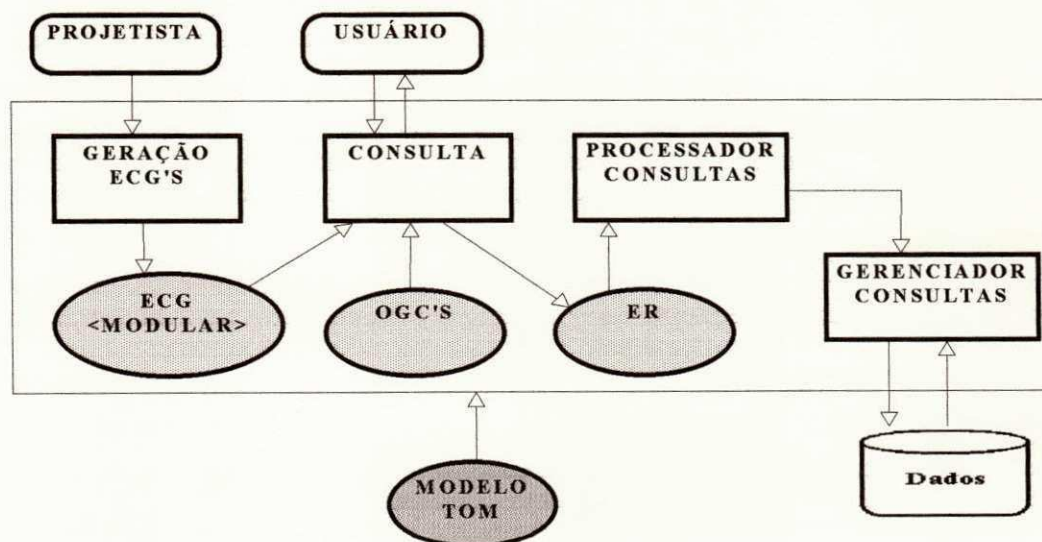 PROJETISTA
USUÁRIO
GERAÇÃO
ECG'S
CONSULTA
PROCESSADOR
CONSULTAS
GERENCIADOR
CONSULTAS
ECG
<MODULAR>
OGC'S
ER
MODELO
TOM
Dados